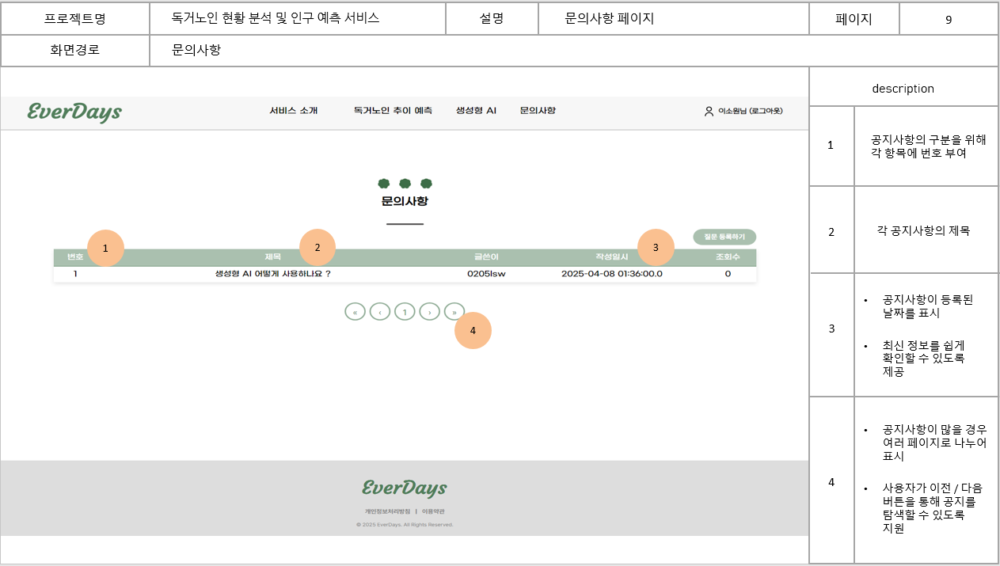 프로젝트명
독거노인 현황 분석 및 인구 예측 서비스
설명
문의사항 페이지
페이지
9
화면경로
문의사항
EverDays
서비스 소개
독거노인 추이 예측
생성형 AI
문의사항
이소원님 (로그아웃)
문의사항
질문 등록하기
1
2
3
번호
제목
글쓴이
작성일시
조회수
1
생성형 AI 어떻게 사용하나요 ?
0205lsw
2025-04-08 01:36:00.0
0
«
‹
1
›
»
4
EverDays
개인정보처리방침 | 이용약관
© 2025 EverDays. All Rights Reserved.
description
1
공지사항의 구분을 위해
각 항목에 번호 부여
2
각 공지사항의 제목
3
• 공지사항이 등록된
날짜를 표시
• 최신 정보를 쉽게
확인할 수 있도록
제공
4
• 공지사항이 많을 경우
여러 페이지로 나누어
표시
• 사용자가 이전 / 다음
버튼을 통해 공지를
탐색할 수 있도록
지원